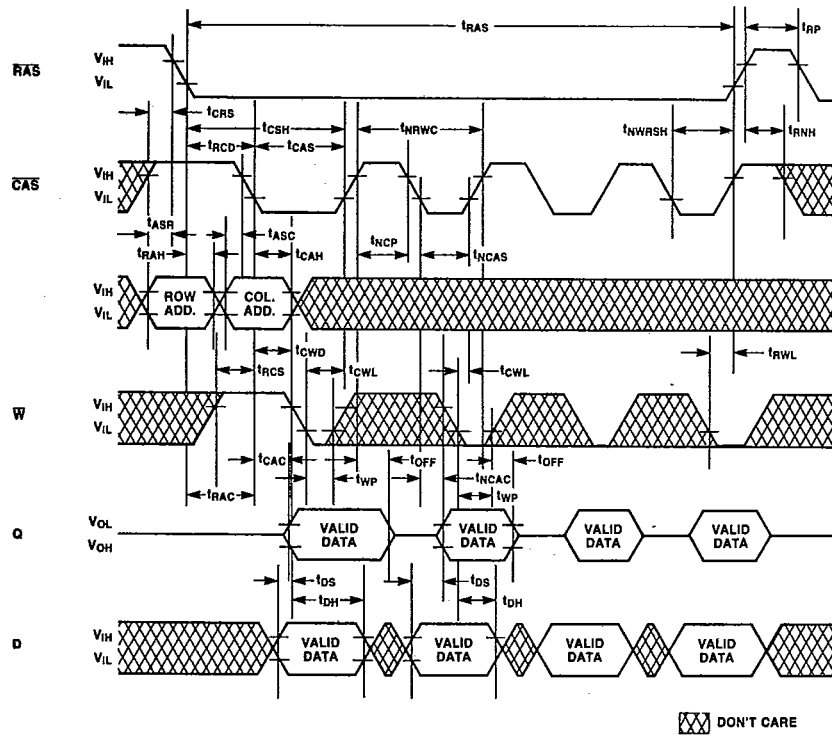 tRAS
tRP
RAS
VIH
VIL
tCRS
tCSH
tNRWC
tNWRSH
tRNH
tRCD
tCAS
CAS
VIH
VIL
tASR
tASC
tRAH
tCAH
tNCP
tNCAS
VIH
VIL
ROW
ADD.
COL.
ADD.
tCWD
tRCS
tCWL
tCWL
tRWL
W
VIH
VIL
tCAC
tOFF
tOFF
tWP
tNCAC
tRAC
tWP
Q
VOL
VOH
VALID
DATA
VALID
DATA
VALID
DATA
VALID
DATA
tDS
tDS
tDH
tDH
D
VIH
VIL
VALID
DATA
VALID
DATA
VALID
DATA
VALID
DATA
DON'T CARE